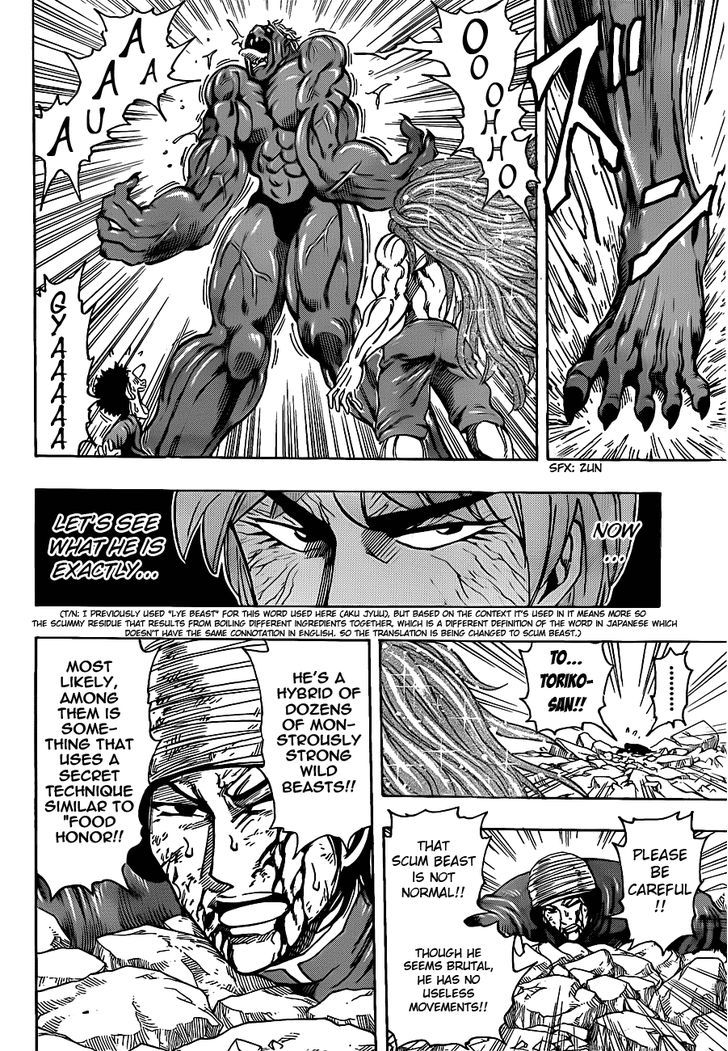 ズン
SFX: ZUN
OOOHHO
AAAAUA
GYAAAAA
NOW
...
LET'S SEE
WHAT HE IS
EXACTLY...
(T/N: I PREVIOUSLY USED "LYE BEAST" FOR THIS WORD USED HERE (AKU JYUU), BUT BASED ON THE CONTEXT IT'S USED IN IT MEANS MORE SO
THE SCUMMY RESIDUE THAT RESULTS FROM BOILING DIFFERENT INGREDIENTS TOGETHER, WHICH IS A DIFFERENT DEFINITION OF THE WORD IN JAPANESE WHICH
DOESN'T HAVE THE SAME CONNOTATION IN ENGLISH. SO THE TRANSLATION IS BEING CHANGED TO SCUM BEAST.)
.........
TO...
TORIKO-
SAN!!
PLEASE
BE
CAREFUL
!!
THAT
SCUM BEAST
IS NOT
NORMAL!!
THOUGH HE
SEEMS BRUTAL,
HE HAS NO
USELESS
MOVEMENTS!!
HE'S A
HYBRID OF
DOZENS
OF MON-
STROUSLY
STRONG
WILD
BEASTS!!
MOST
LIKELY,
AMONG
THEM IS
SOME-
THING THAT
USES A
SECRET
TECHNIQUE
SIMILAR TO
"FOOD
HONOR!!